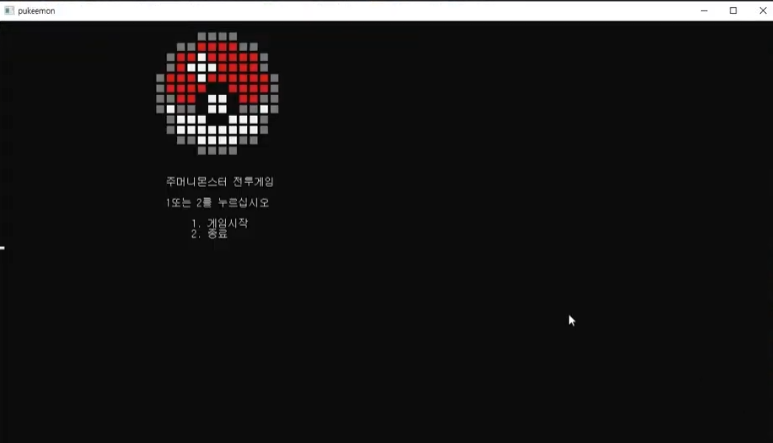 pukeemon
주머니몬스터 전투게임
1또는 2를 누르십시오
1. 게임시작
2. 종료